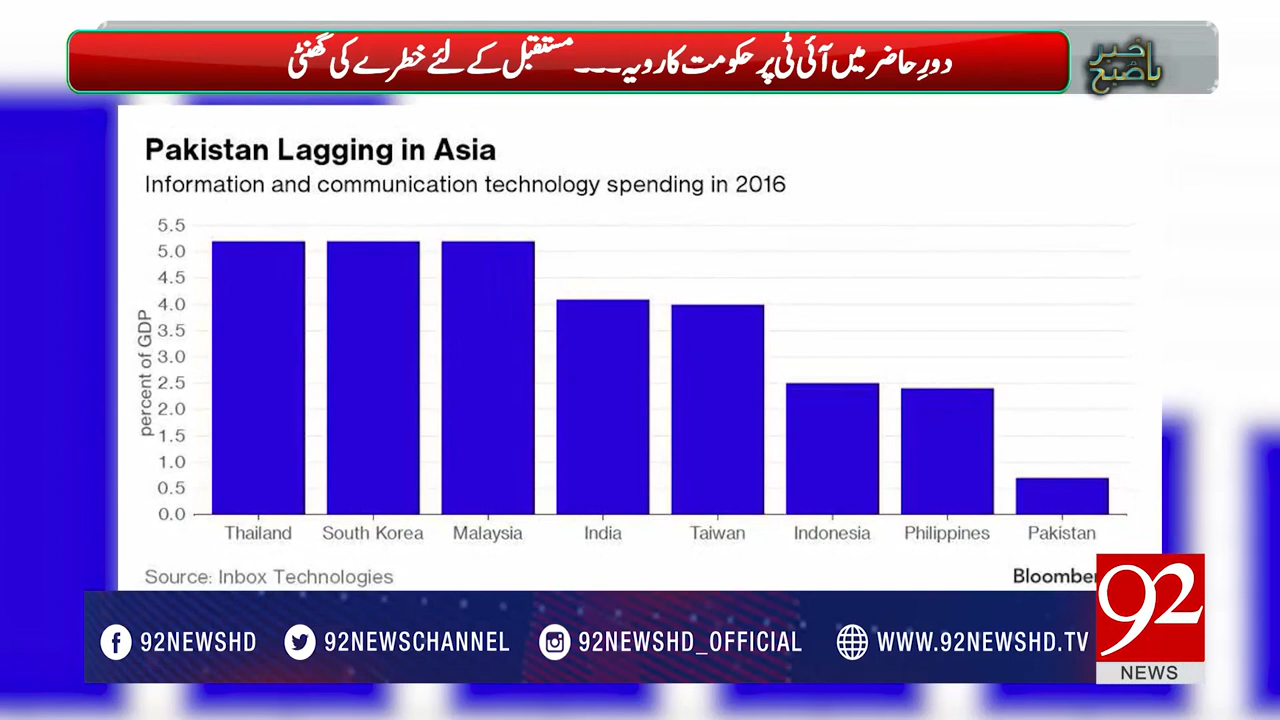 دورِ حاضر میں آئی ٹی پر حکومت کا رویہ۔۔۔ مستقبل کے لئے خطرے کی گھنٹی
باخبر صبح
Pakistan Lagging in Asia
Information and communication technology spending in 2016
percent of GDP
5.5
5.0
4.5
4.0
3.5
3.0
2.5
2.0
1.5
1.0
0.5
0.0
Thailand South Korea Malaysia India Taiwan Indonesia Philippines Pakistan
Source: Inbox Technologies
Bloomber
92NEWSHD 92NEWSCHANNEL 92NEWSHD_OFFICIAL WWW.92NEWSHD.TV
92
NEWS